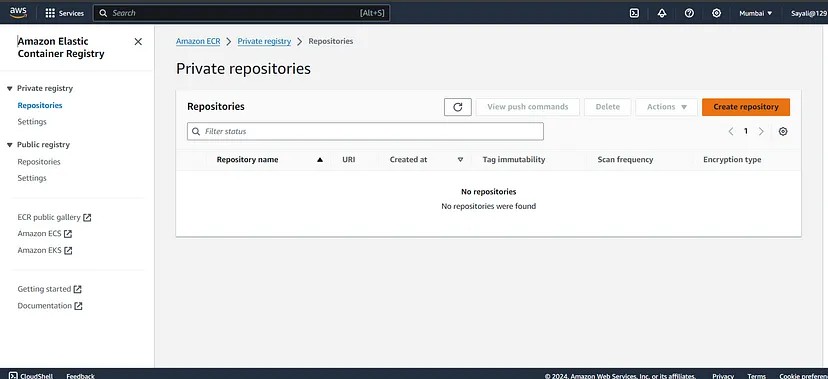 aws Services Search [Alt+S] Mumbai Sayali@129
Amazon Elastic
Container Registry
Private registry
Repositories
Settings
Public registry
Repositories
Settings
ECR public gallery
Amazon ECS
Amazon EKS
Getting started
Documentation
Amazon ECR Private registry Repositories
Private repositories
Repositories View push commands Delete Actions Create repository
Filter status 1
Repository name URI Created at Tag immutability Scan frequency Encryption type
No repositories
No repositories were found
CloudShell Feedback © 2024, Amazon Web Services, Inc. or its affiliates. Privacy Terms Cookie preferen